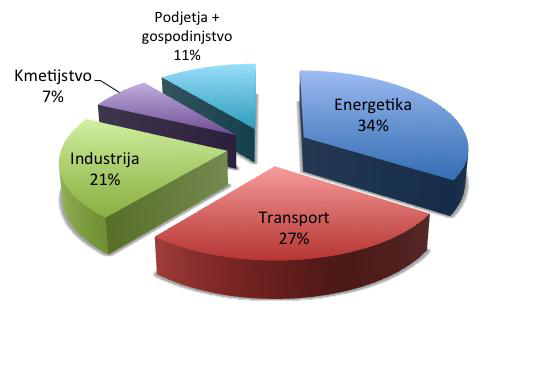 Podjetja +
gospodinjstvo
11%
Kmetijstvo
7%
Energetika
34%
Industrija
21%
Transport
27%